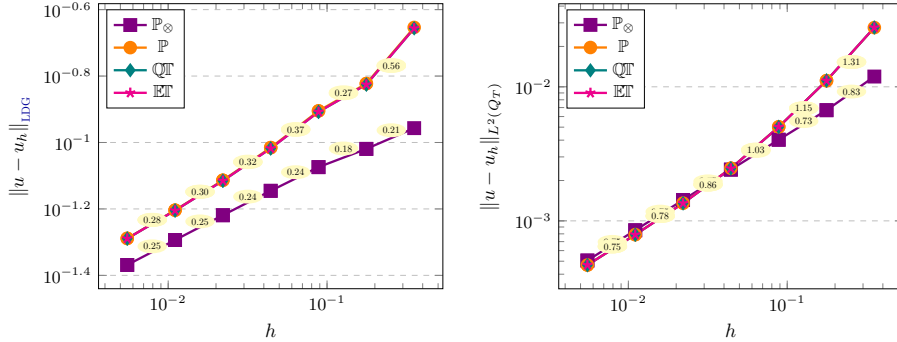 10^−0.6
10^−0.8
10^−1
10^−1.2
10^−1.4
‖u − u_h‖_LDG
ℙ_⊗
ℙ
ℚ𝕋
𝔼𝕋
0.56
0.27
0.37
0.32
0.30
0.28
0.21
0.18
0.24
0.24
0.25
0.25
10^−2
10^−1
h
10^−2
10^−3
‖u − u_h‖L^2(Q_T)
ℙ_⊗
ℙ
ℚ𝕋
𝔼𝕋
1.31
0.83
1.15
0.73
1.03
0.86
0.78
0.75
10^−2
10^−1
h